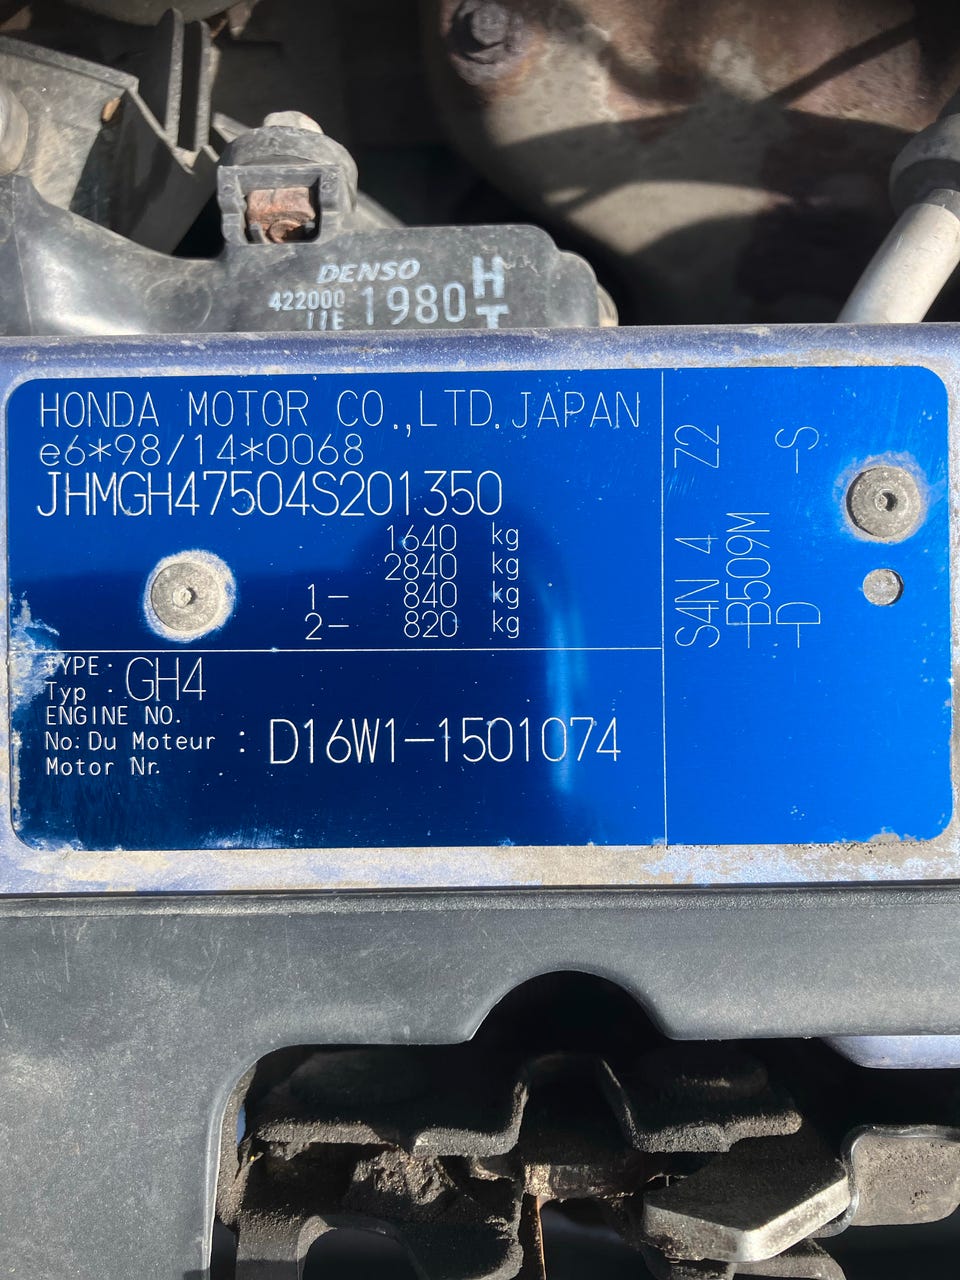 DENSO
422000 1980 H
11E T
HONDA MOTOR CO.,LTD.JAPAN
e6*98/14*0068
JHMGH47504S201350
1640 kg
2840 kg
1- 840 kg
2- 820 kg
TYPE:
Typ : GH4
ENGINE NO.
No:Du Moteur : D16W1-1501074
Motor Nr.
S4N 4 Z2
-B509M
-D -S